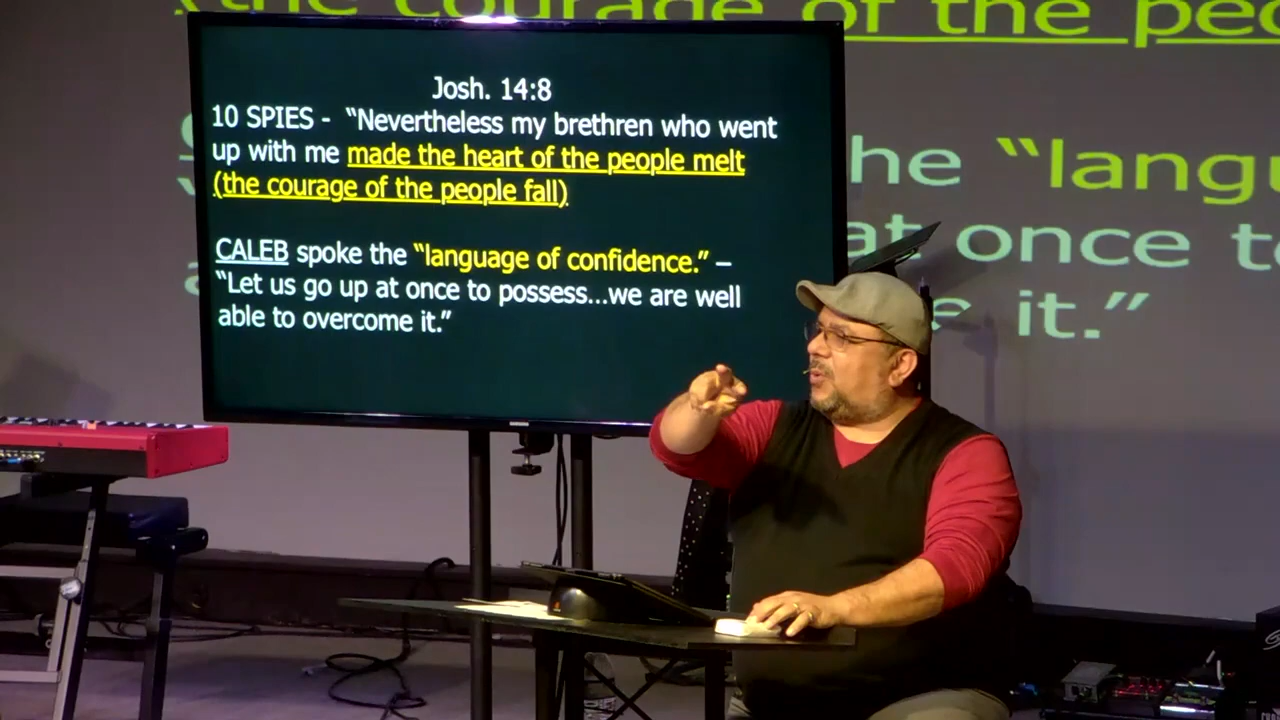 (the courage of the peo
Josh. 14:8
10 SPIES - “Nevertheless my brethren who went
up with me made the heart of the people melt
(the courage of the people fall)
CALEB spoke the “language of confidence.” –
“Let us go up at once to possess...we are well
able to overcome it.”
he “langu
at once to
it.”